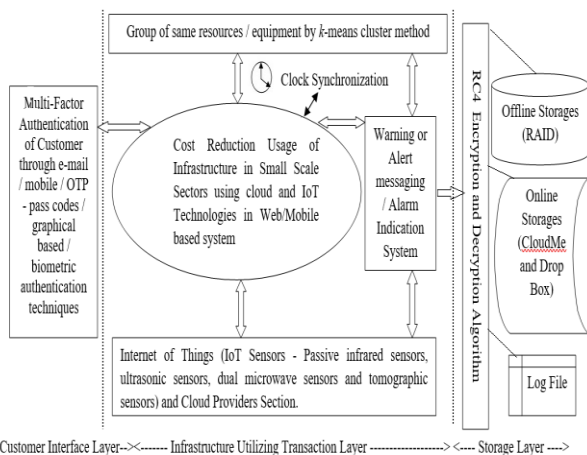 Group of same resources / equipment by k-means cluster method
Clock Synchronization
Multi-Factor
Authentication
of Customer
through e-mail
/ mobile / OTP
- pass codes /
graphical
based /
biometric
authentication
techniques
Cost Reduction Usage of
Infrastructure in Small Scale
Sectors using cloud and IoT
Technologies in Web/Mobile
based system
Warning or
Alert
messaging
/ Alarm
Indication
System
Internet of Things (IoT Sensors - Passive infrared sensors,
ultrasonic sensors, dual microwave sensors and tomographic
sensors) and Cloud Providers Section.
RC4 Encryption and Decryption Algorithm
Offline Storages
(RAID)
Online
Storages
(CloudMe
and Drop
Box)
Log File
Customer Interface Layer--><------- Infrastructure Utilizing Transaction Layer -------------------> <---- Storage Layer ---->